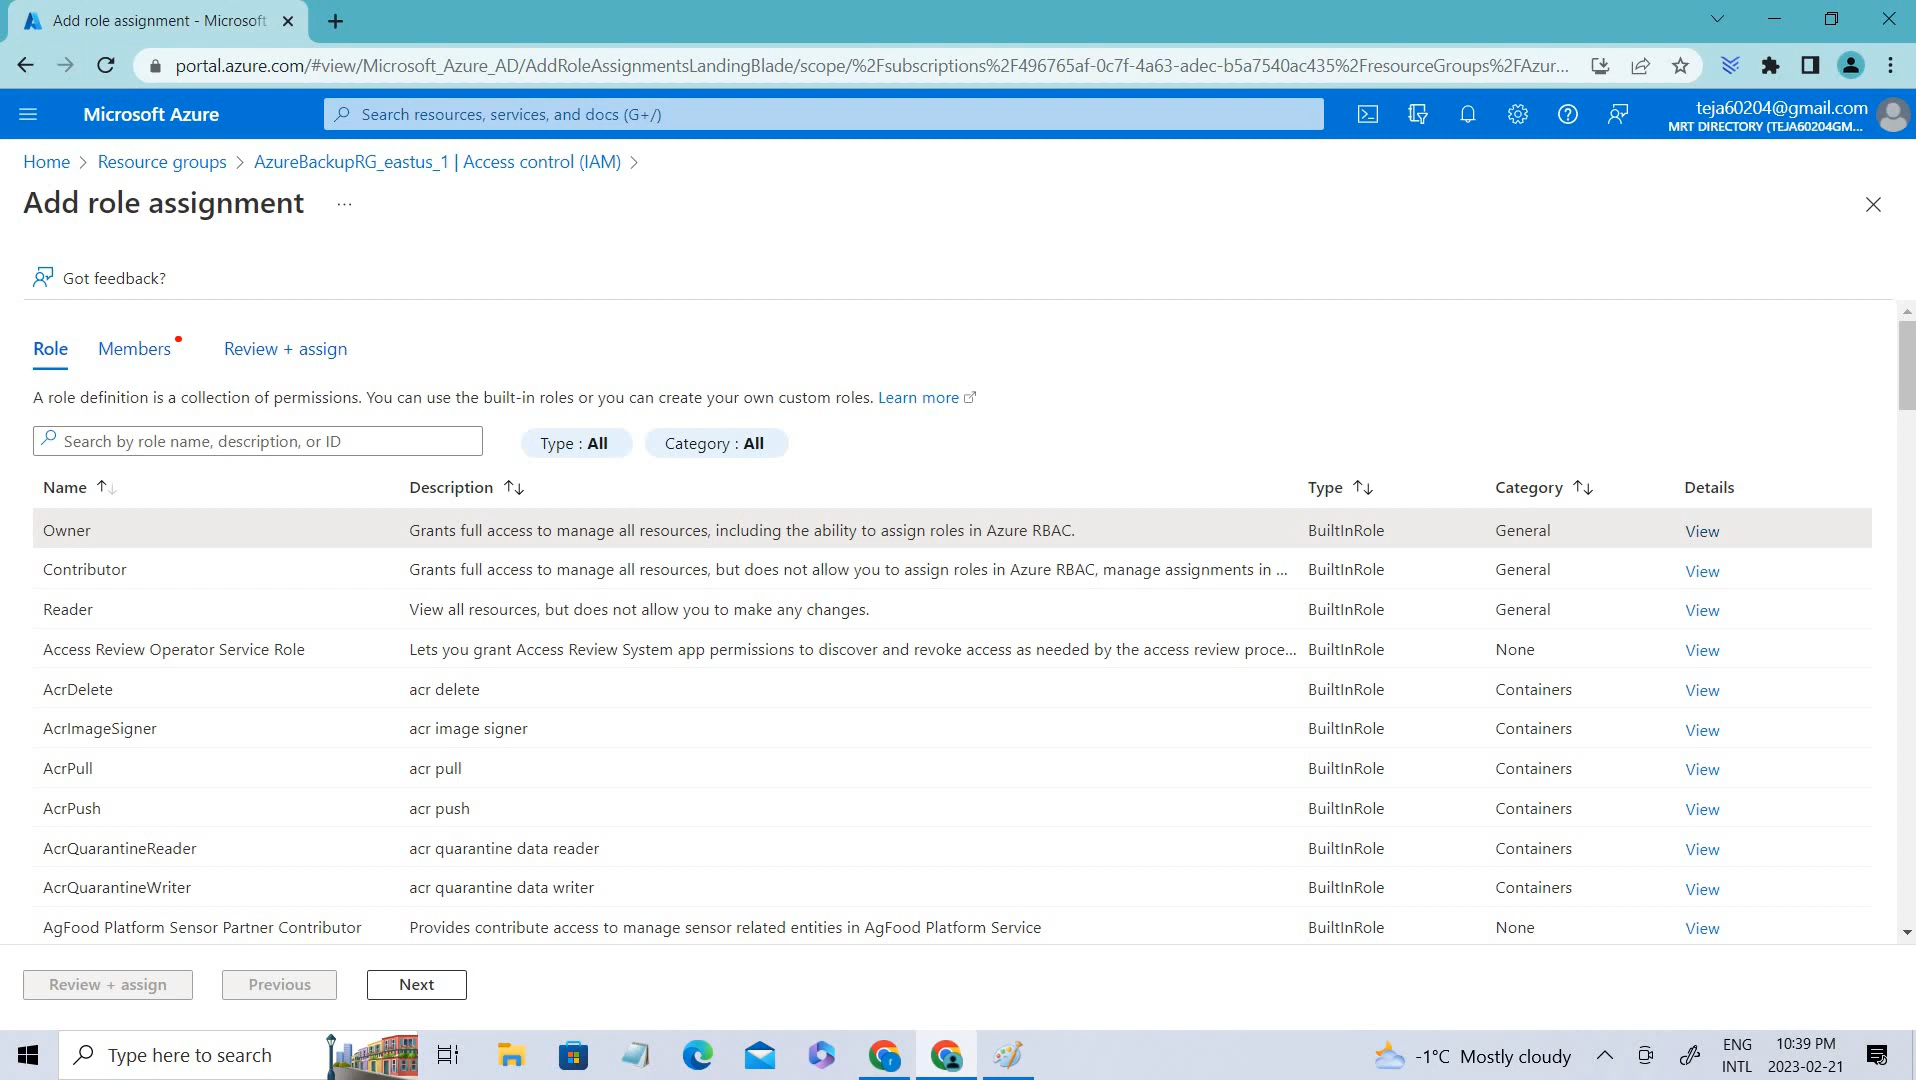 Add role assignment - Microsoft
portal.azure.com/#view/Microsoft_Azure_AD/AddRoleAssignmentsLandingBlade/scope/%2Fsubscriptions%2F496765af-0c7f-4a63-adec-b5a7540ac435%2FresourceGroups%2FAzur...
Microsoft Azure
Search resources, services, and docs (G+/)
teja60204@gmail.com
MRT DIRECTORY (TEJA60204GM...
Home > Resource groups > AzureBackupRG_eastus_1 | Access control (IAM) >
Add role assignment ...
Got feedback?
Role Members Review + assign
A role definition is a collection of permissions. You can use the built-in roles or you can create your own custom roles. Learn more
Search by role name, description, or ID Type : All Category : All
Name Description Type Category Details
Owner Grants full access to manage all resources, including the ability to assign roles in Azure RBAC. BuiltInRole General View
Contributor Grants full access to manage all resources, but does not allow you to assign roles in Azure RBAC, manage assignments in ... BuiltInRole General View
Reader View all resources, but does not allow you to make any changes. BuiltInRole General View
Access Review Operator Service Role Lets you grant Access Review System app permissions to discover and revoke access as needed by the access review proce... BuiltInRole None View
AcrDelete acr delete BuiltInRole Containers View
AcrImageSigner acr image signer BuiltInRole Containers View
AcrPull acr pull BuiltInRole Containers View
AcrPush acr push BuiltInRole Containers View
AcrQuarantineReader acr quarantine data reader BuiltInRole Containers View
AcrQuarantineWriter acr quarantine data writer BuiltInRole Containers View
AgFood Platform Sensor Partner Contributor Provides contribute access to manage sensor related entities in AgFood Platform Service BuiltInRole None View
Review + assign Previous Next
Type here to search
-1°C Mostly cloudy
ENG
INTL
10:39 PM
2023-02-21